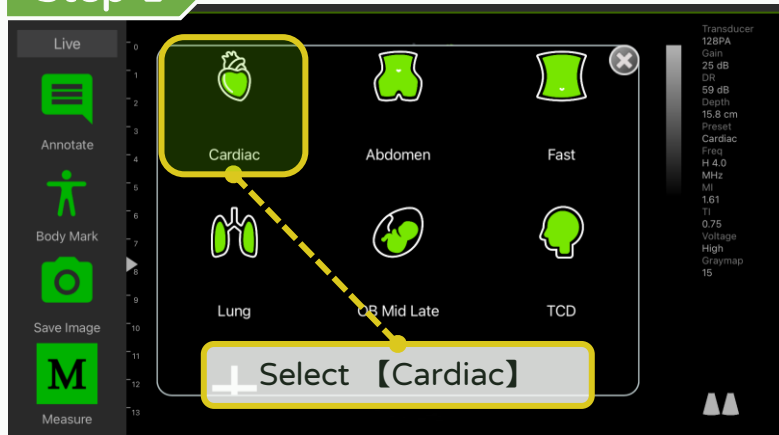 Live
Annotate
Body Mark
Save Image
M
Measure
0
1
2
3
4
5
6
7
8
9
10
11
12
13
Cardiac
Abdomen
Fast
Lung
OB Mid Late
TCD
Select 【Cardiac】
Transducer
128PA
Gain
25 dB
DR
59 dB
Depth
15.8 cm
Preset
Cardiac
Freq
H 4.0
MHz
MI
1.61
TI
0.75
Voltage
High
Graymap
15